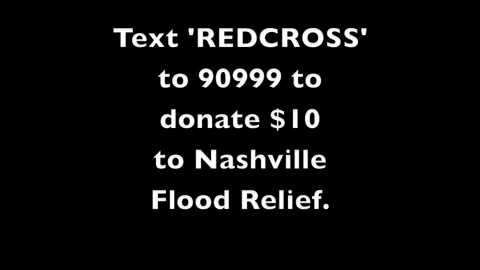 Text 'REDCROSS'
to 90999 to
donate $10
to Nashville
Flood Relief.